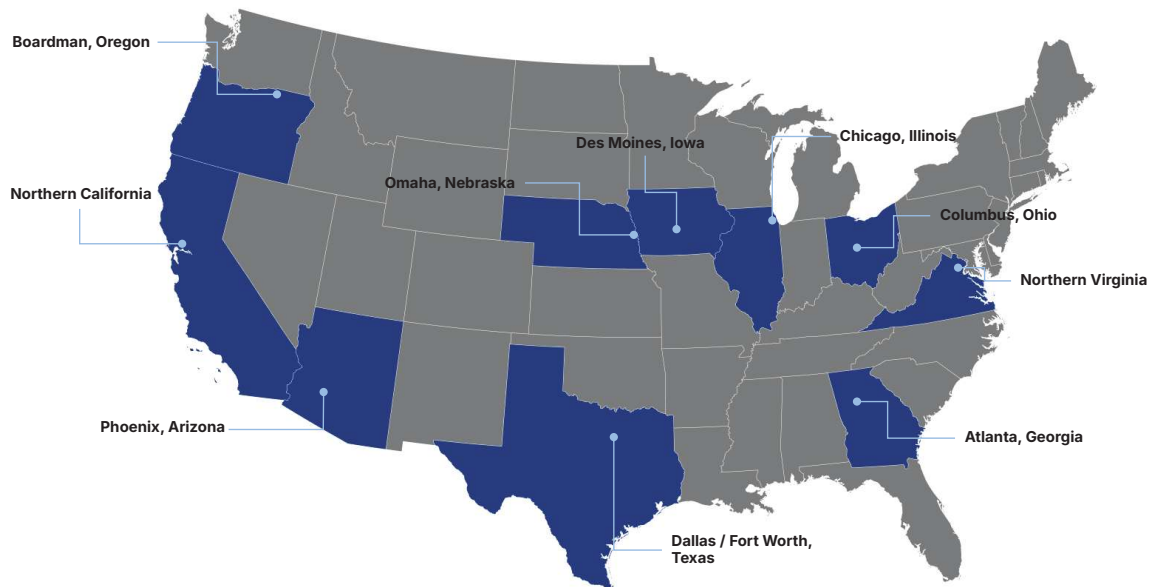 Boardman, Oregon
Chicago, Illinois
Des Moines, Iowa
Omaha, Nebraska
Northern California
Columbus, Ohio
Northern Virginia
Phoenix, Arizona
Atlanta, Georgia
Dallas / Fort Worth,
Texas